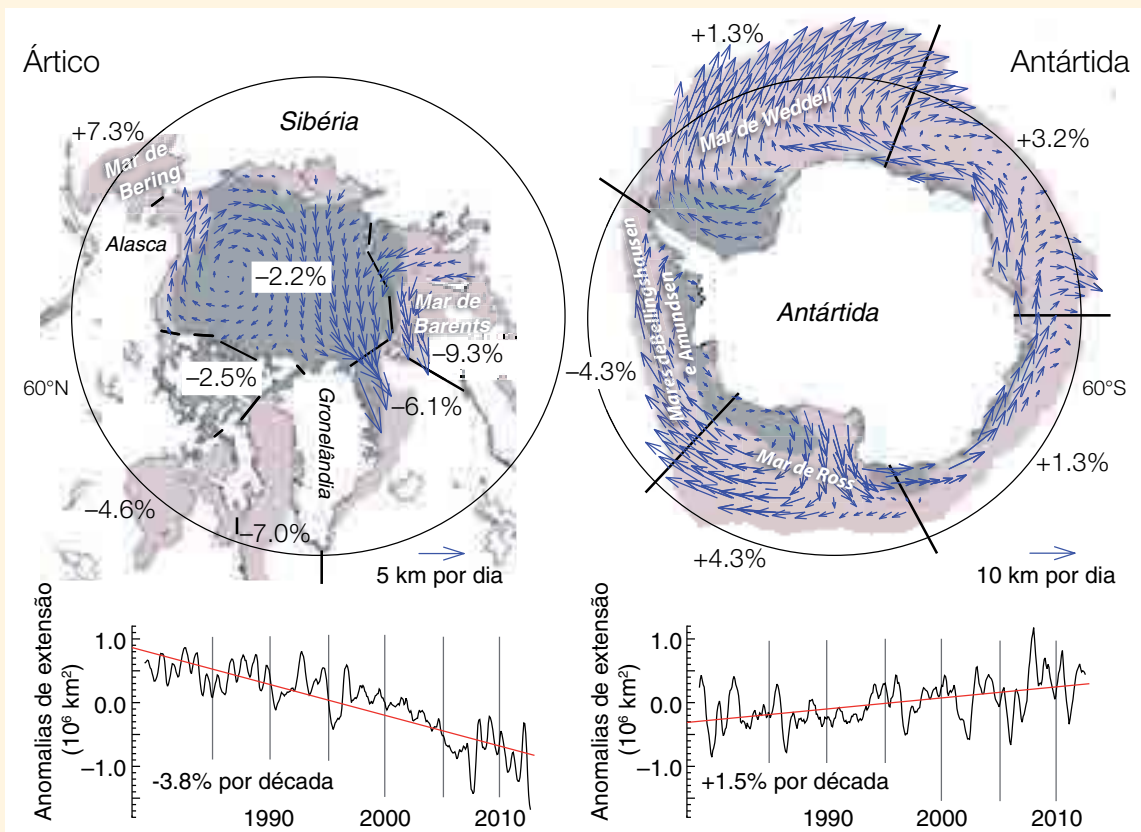 Ártico
+7.3%
Mar de
Bering
Sibéria
Alasca
−2.2%
Mar de
Barents
−9.3%
−2.5%
−6.1%
60°N
Gronelândia
−4.6%
−7.0%
5 km por dia
Antártida
+1.3%
Mar de Weddell
+3.2%
Mares deBellingshausen
e Amundsen
Antártida
−4.3%
60°S
Mar de Ross
+1.3%
+4.3%
10 km por dia
Anomalias de extensão
(10⁶ km²)
1.0
0.0
−1.0
-3.8% por década
1990
2000
2010
Anomalias de extensão
(10⁶ km²)
1.0
0.0
−1.0
+1.5% por década
1990
2000
2010